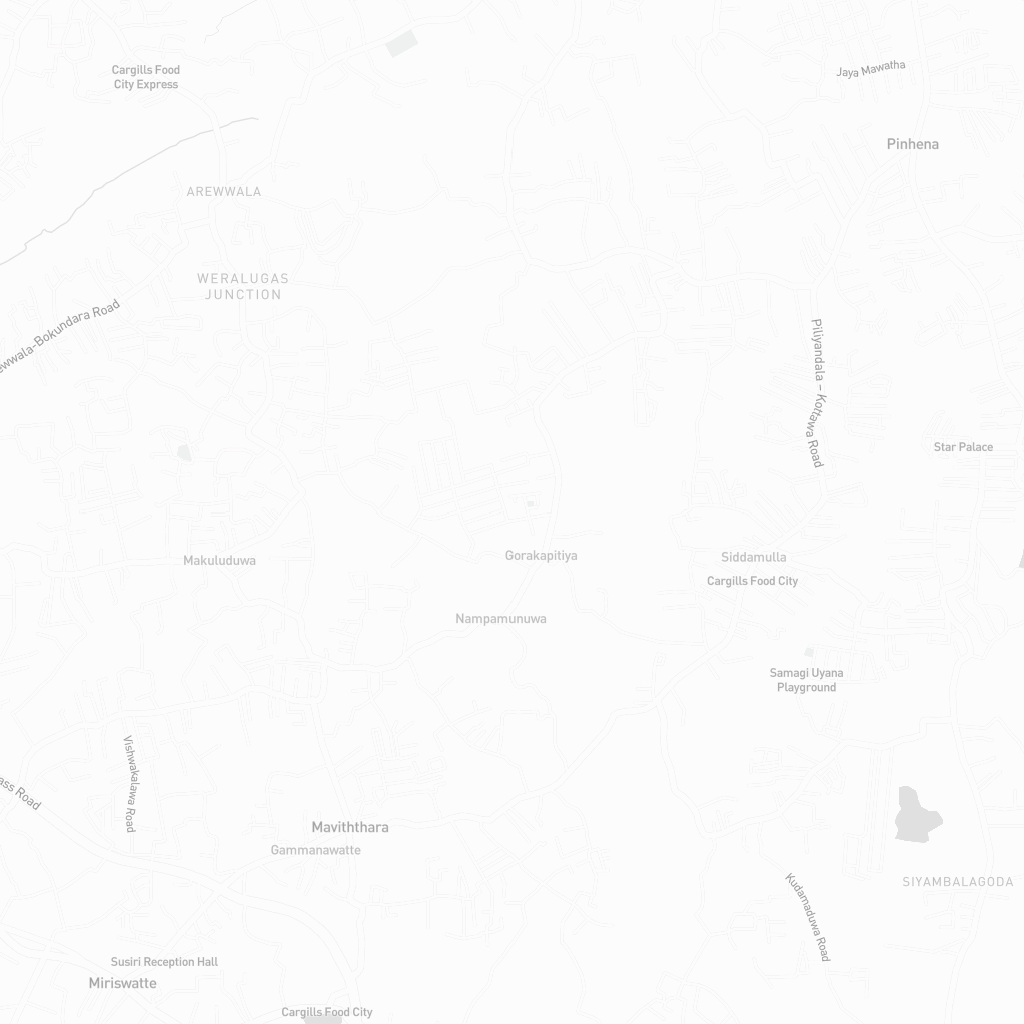 Cargills Food
City Express
Jaya Mawatha
Pinhena
AREWWALA
WERALUGAS
JUNCTION
ewwala-Bokundara Road
Piliyandala – Kottawa Road
Star Palace
Makuluduwa
Gorakapitiya
Siddamulla
Cargills Food City
Nampamunuwa
Samagi Uyana
Playground
Vishwakalawa Road
ass Road
Maviththara
Gammanawatte
SIYAMBALAGODA
Kudamaduwa Road
Susiri Reception Hall
Miriswatte
Cargills Food City